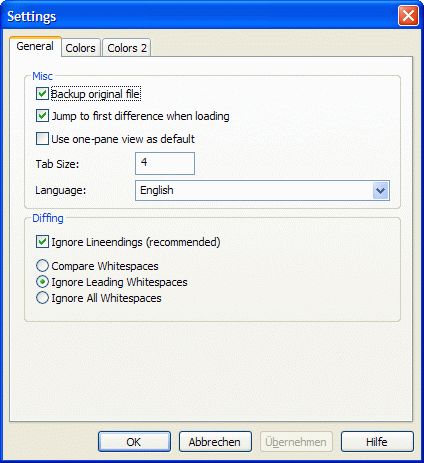 Settings
General Colors Colors 2
Misc
Backup original file
Jump to first difference when loading
Use one-pane view as default
Tab Size: 4
Language: English
Diffing
Ignore Lineendings (recommended)
Compare Whitespaces
Ignore Leading Whitespaces
Ignore All Whitespaces
OK Abbrechen Übernehmen Hilfe